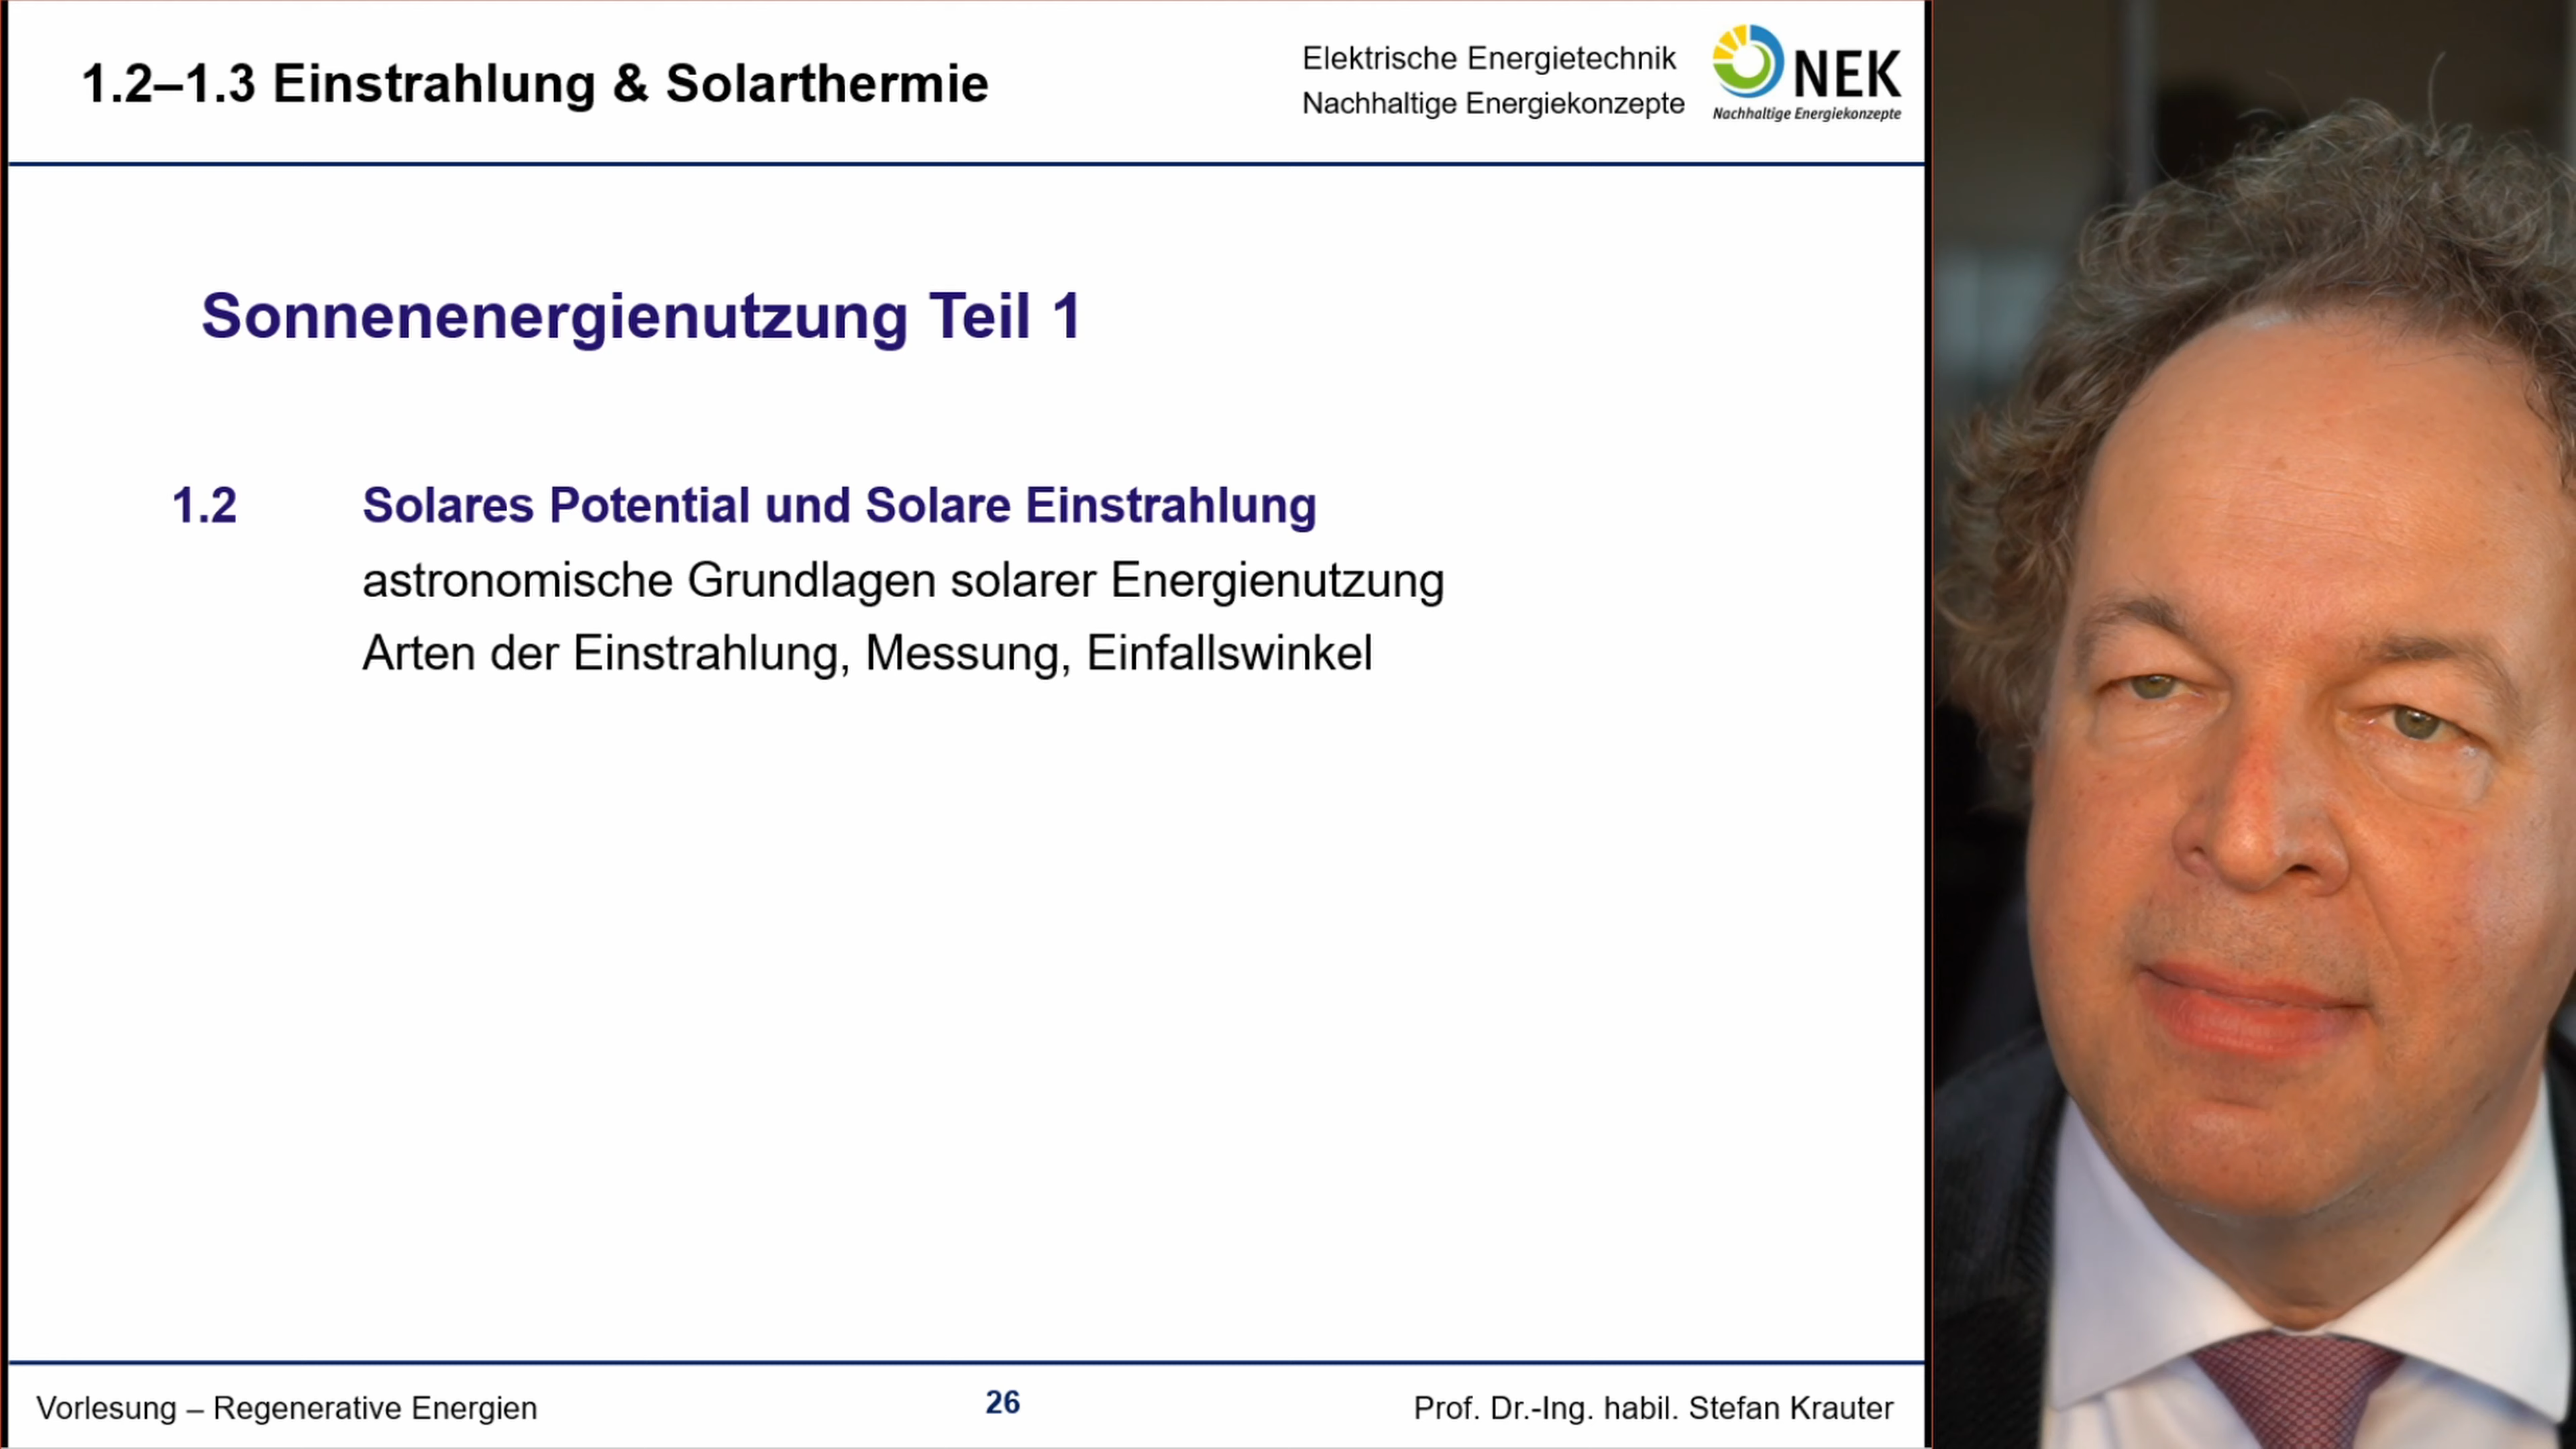 1.2–1.3 Einstrahlung & Solarthermie
Elektrische Energietechnik
Nachhaltige Energiekonzepte
NEK
Nachhaltige Energiekonzepte
Sonnenenergienutzung Teil 1
1.2 Solares Potential und Solare Einstrahlung
astronomische Grundlagen solarer Energienutzung
Arten der Einstrahlung, Messung, Einfallswinkel
Vorlesung – Regenerative Energien
26
Prof. Dr.-Ing. habil. Stefan Krauter